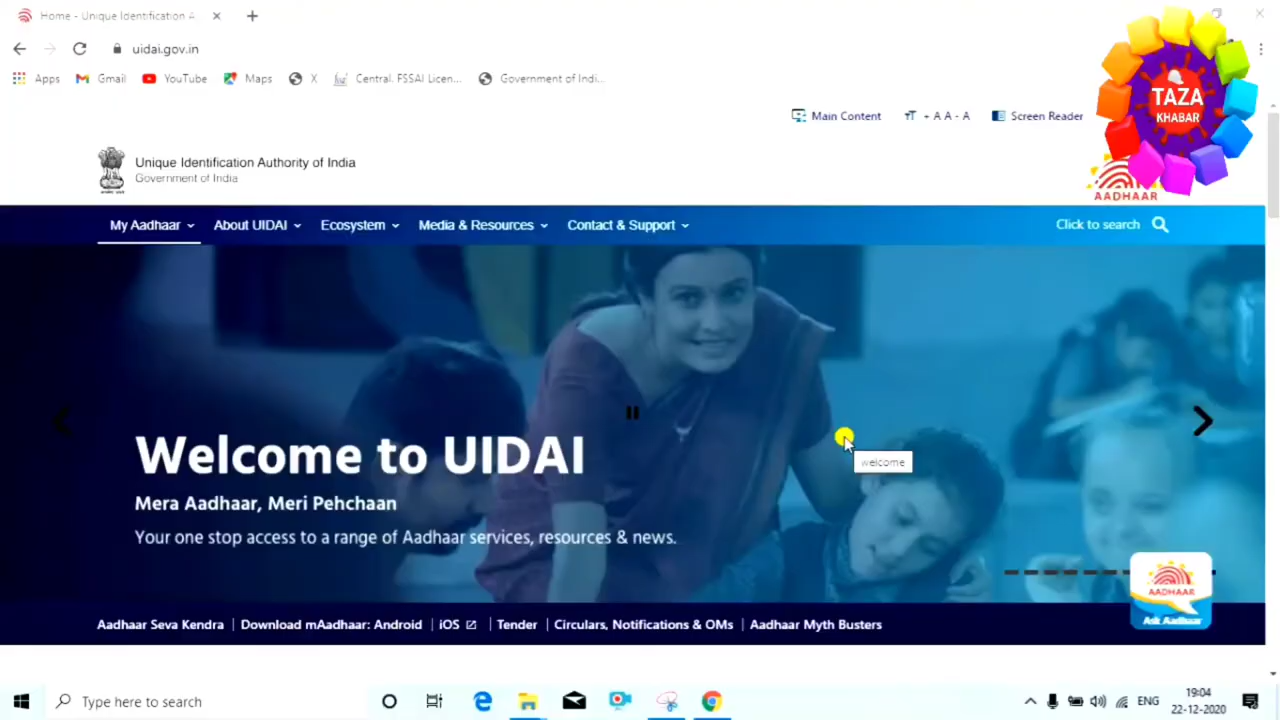 Home - Unique Identification A
uidai.gov.in
Apps Gmail YouTube Maps X Central. FSSAI Licen... Government of Indi...
TAZA
KHABAR
Main Content TT + A A - A Screen Reader
Unique Identification Authority of India
Government of India
AADHAAR
My Aadhaar About UIDAI Ecosystem Media & Resources Contact & Support Click to search
Welcome to UIDAI
welcome
Mera Aadhaar, Meri Pehchaan
Your one stop access to a range of Aadhaar services, resources & news.
AADHAAR
Ask Aadhaar
Aadhaar Seva Kendra | Download mAadhaar: Android | iOS | Tender | Circulars, Notifications & OMs | Aadhaar Myth Busters
Type here to search
ENG
19:04
22-12-2020